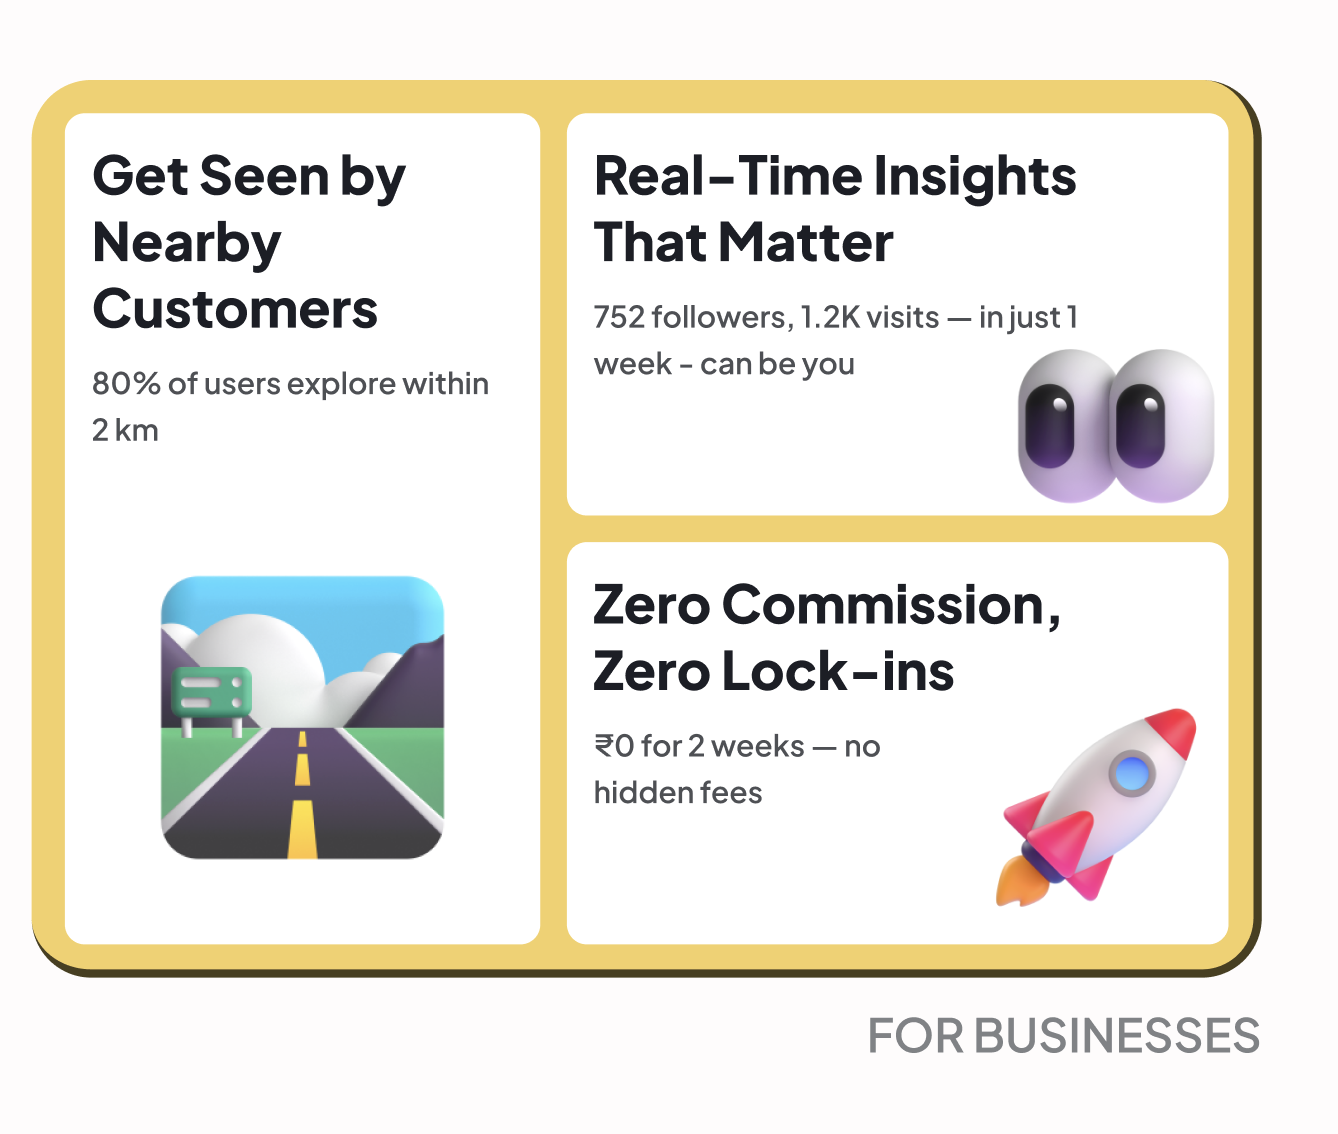 Get Seen by
Nearby
Customers
80% of users explore within
2 km
Real-Time Insights
That Matter
752 followers, 1.2K visits — in just 1
week - can be you
Zero Commission,
Zero Lock-ins
₹0 for 2 weeks — no
hidden fees
FOR BUSINESSES